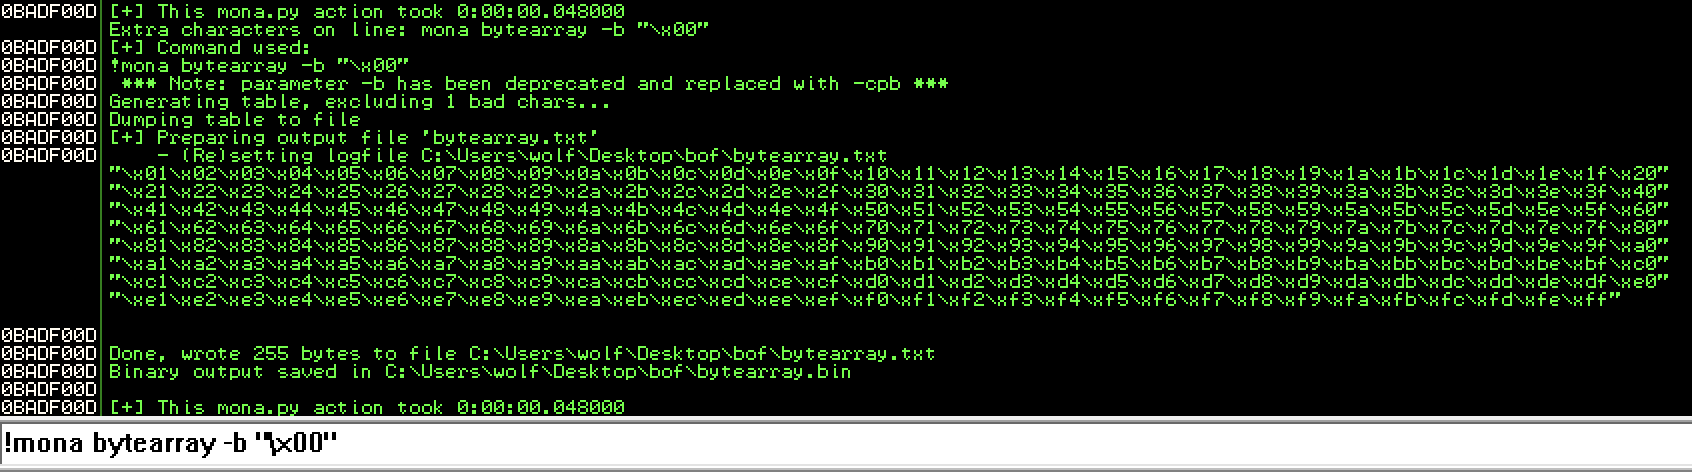 0BADF00D [+] This mona.py action took 0:00:00.048000
Extra characters on line: mona bytearray -b "\x00"
0BADF00D [+] Command used:
0BADF00D !mona bytearray -b "\x00"
0BADF00D *** Note: parameter -b has been deprecated and replaced with -cpb ***
0BADF00D Generating table, excluding 1 bad chars...
0BADF00D Dumping table to file
0BADF00D [+] Preparing output file 'bytearray.txt'
0BADF00D - (Re)setting logfile C:\Users\wolf\Desktop\bof\bytearray.txt
"\x01\x02\x03\x04\x05\x06\x07\x08\x09\x0a\x0b\x0c\x0d\x0e\x0f\x10\x11\x12\x13\x14\x15\x16\x17\x18\x19\x1a\x1b\x1c\x1d\x1e\x1f\x20"
"\x21\x22\x23\x24\x25\x26\x27\x28\x29\x2a\x2b\x2c\x2d\x2e\x2f\x30\x31\x32\x33\x34\x35\x36\x37\x38\x39\x3a\x3b\x3c\x3d\x3e\x3f\x40"
"\x41\x42\x43\x44\x45\x46\x47\x48\x49\x4a\x4b\x4c\x4d\x4e\x4f\x50\x51\x52\x53\x54\x55\x56\x57\x58\x59\x5a\x5b\x5c\x5d\x5e\x5f\x60"
"\x61\x62\x63\x64\x65\x66\x67\x68\x69\x6a\x6b\x6c\x6d\x6e\x6f\x70\x71\x72\x73\x74\x75\x76\x77\x78\x79\x7a\x7b\x7c\x7d\x7e\x7f\x80"
"\x81\x82\x83\x84\x85\x86\x87\x88\x89\x8a\x8b\x8c\x8d\x8e\x8f\x90\x91\x92\x93\x94\x95\x96\x97\x98\x99\x9a\x9b\x9c\x9d\x9e\x9f\xa0"
"\xa1\xa2\xa3\xa4\xa5\xa6\xa7\xa8\xa9\xaa\xab\xac\xad\xae\xaf\xb0\xb1\xb2\xb3\xb4\xb5\xb6\xb7\xb8\xb9\xba\xbb\xbc\xbd\xbe\xbf\xc0"
"\xc1\xc2\xc3\xc4\xc5\xc6\xc7\xc8\xc9\xca\xcb\xcc\xcd\xce\xcf\xd0\xd1\xd2\xd3\xd4\xd5\xd6\xd7\xd8\xd9\xda\xdb\xdc\xdd\xde\xdf\xe0"
"\xe1\xe2\xe3\xe4\xe5\xe6\xe7\xe8\xe9\xea\xeb\xec\xed\xee\xef\xf0\xf1\xf2\xf3\xf4\xf5\xf6\xf7\xf8\xf9\xfa\xfb\xfc\xfd\xfe\xff"
0BADF00D
0BADF00D Done, wrote 255 bytes to file C:\Users\wolf\Desktop\bof\bytearray.txt
0BADF00D Binary output saved in C:\Users\wolf\Desktop\bof\bytearray.bin
0BADF00D
0BADF00D [+] This mona.py action took 0:00:00.048000
!mona bytearray -b "\x00"